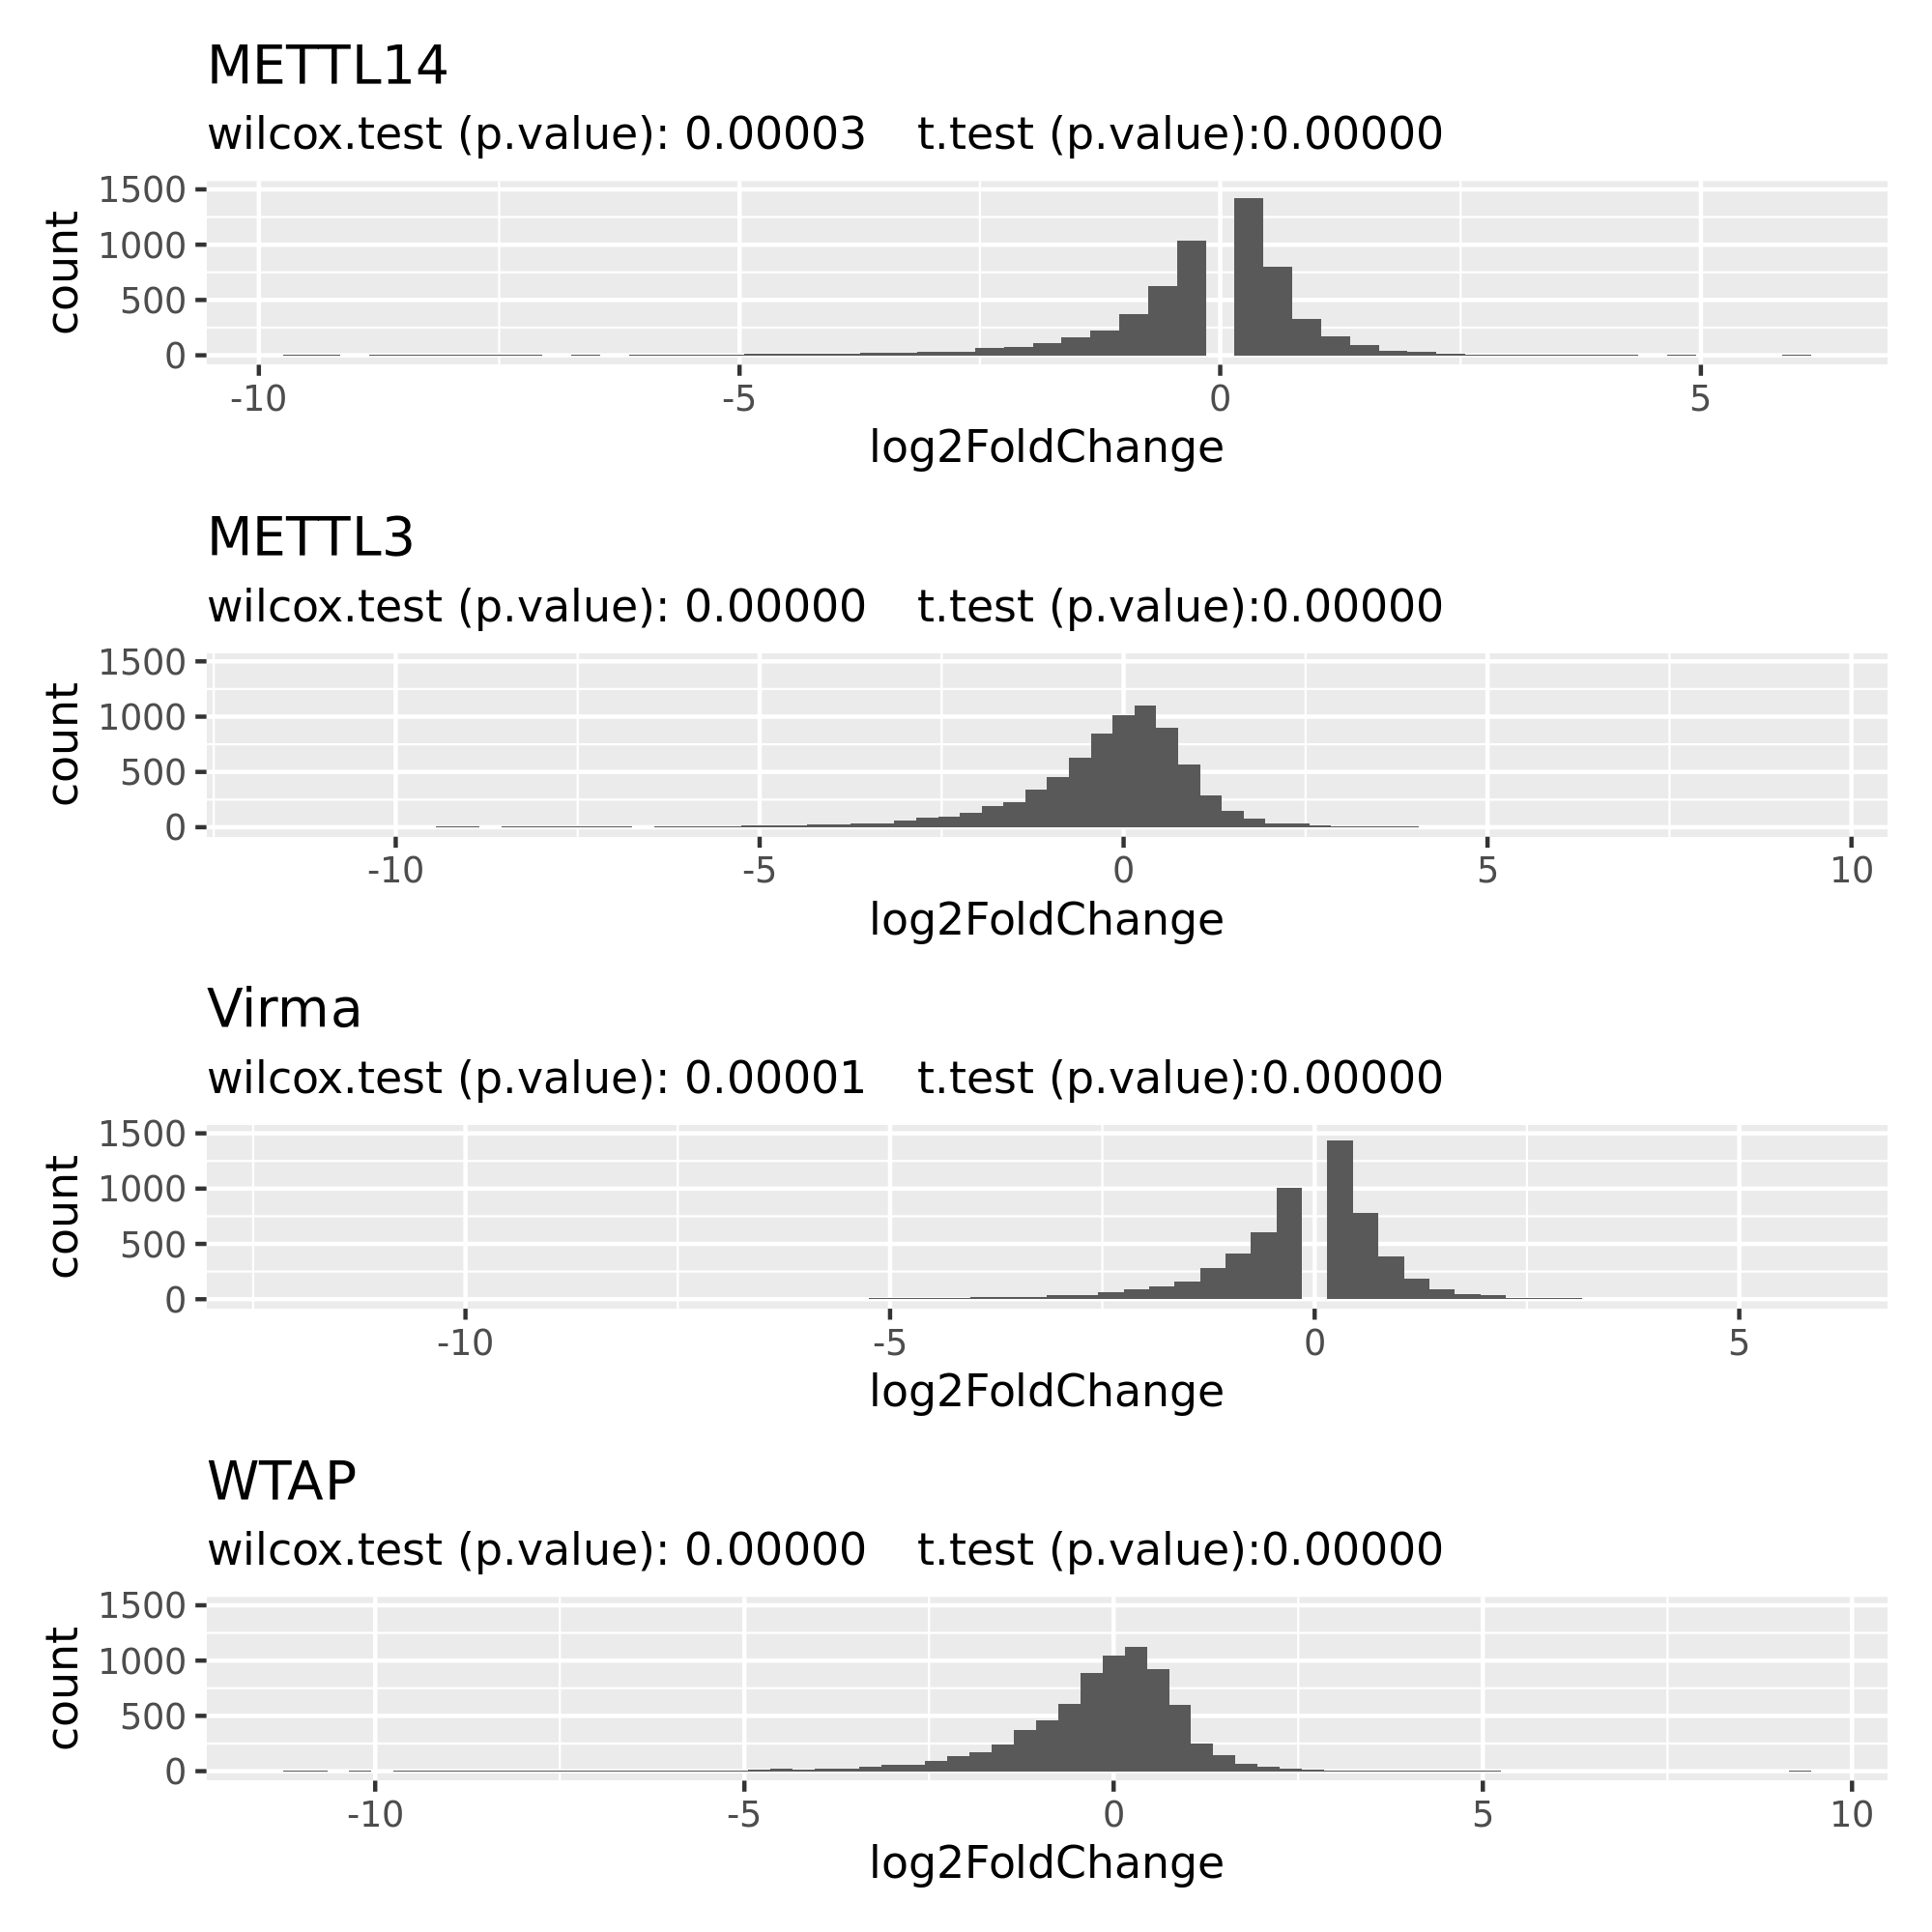 METTL14
wilcox.test (p.value): 0.00003    t.test (p.value):0.00000
1500
1000
500
0
count
-10 -5 0 5
log2FoldChange
METTL3
wilcox.test (p.value): 0.00000    t.test (p.value):0.00000
1500
1000
500
0
count
-10 -5 0 5 10
log2FoldChange
Virma
wilcox.test (p.value): 0.00001    t.test (p.value):0.00000
1500
1000
500
0
count
-10 -5 0 5
log2FoldChange
WTAP
wilcox.test (p.value): 0.00000    t.test (p.value):0.00000
1500
1000
500
0
count
-10 -5 0 5 10
log2FoldChange